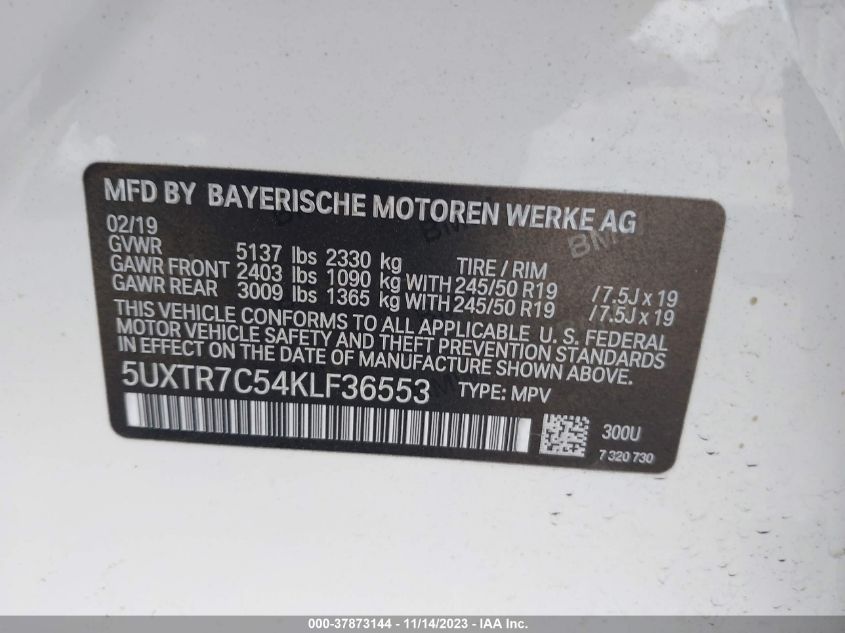 MFD BY BAYERISCHE MOTOREN WERKE AG
02/19
GVWR 5137 lbs 2330 kg TIRE / RIM
GAWR FRONT 2403 lbs 1090 kg WITH 245/50 R19 /7.5J x 19
GAWR REAR 3009 lbs 1365 kg WITH 245/50 R19 /7.5J x 19
THIS VEHICLE CONFORMS TO ALL APPLICABLE U. S. FEDERAL
MOTOR VEHICLE SAFETY AND THEFT PREVENTION
STANDARDS IN EFFECT ON THE DATE OF MANUFACTURE SHOWN ABOVE.
5UXTR7C54KLF36553 TYPE: MPV
300U
7 320 730
000-37873144 - 11/14/2023 - IAA Inc.